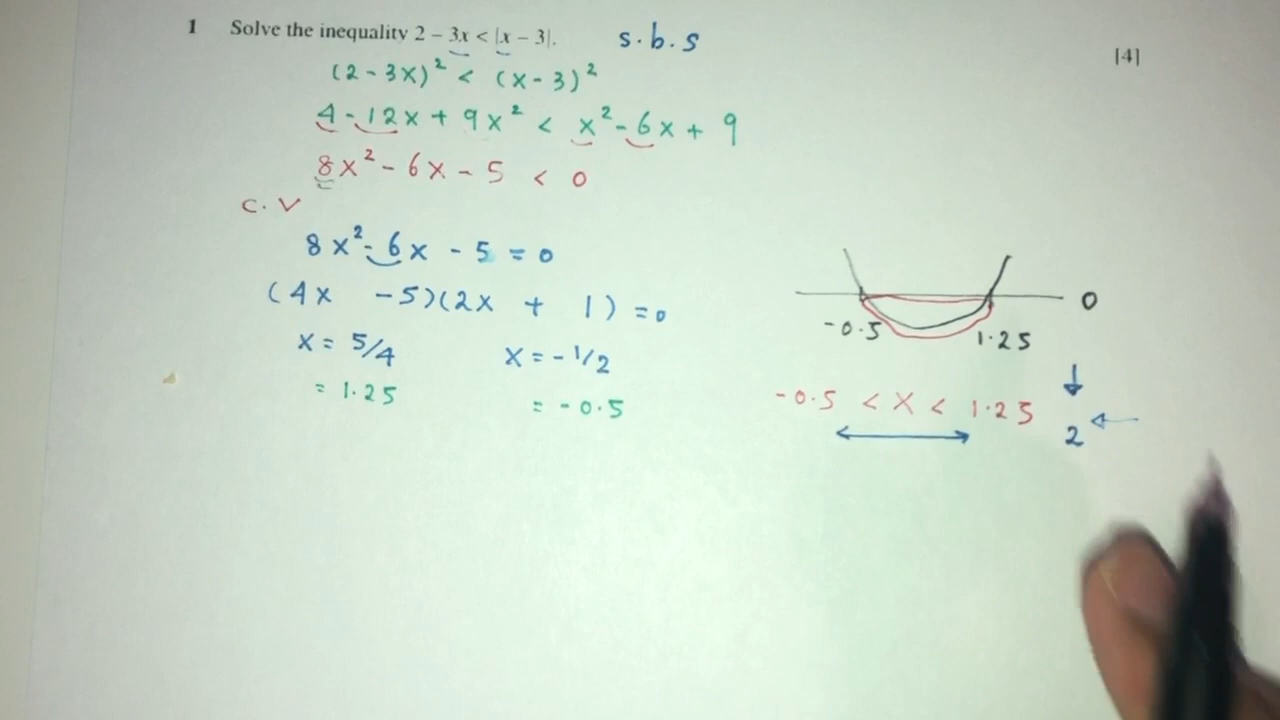 1 Solve the inequality 2 – 3x < |x – 3|. s.b.s
[4]
(2 - 3x)² < (x - 3)²
4 - 12x + 9x² < x² - 6x + 9
8x² - 6x - 5 < 0
C.V
8x² - 6x - 5 = 0
(4x - 5)(2x + 1) = 0
x = 5/4 x = - 1/2
= 1.25 = - 0.5
0
-0.5 1.25
-0.5 < x < 1.25
2